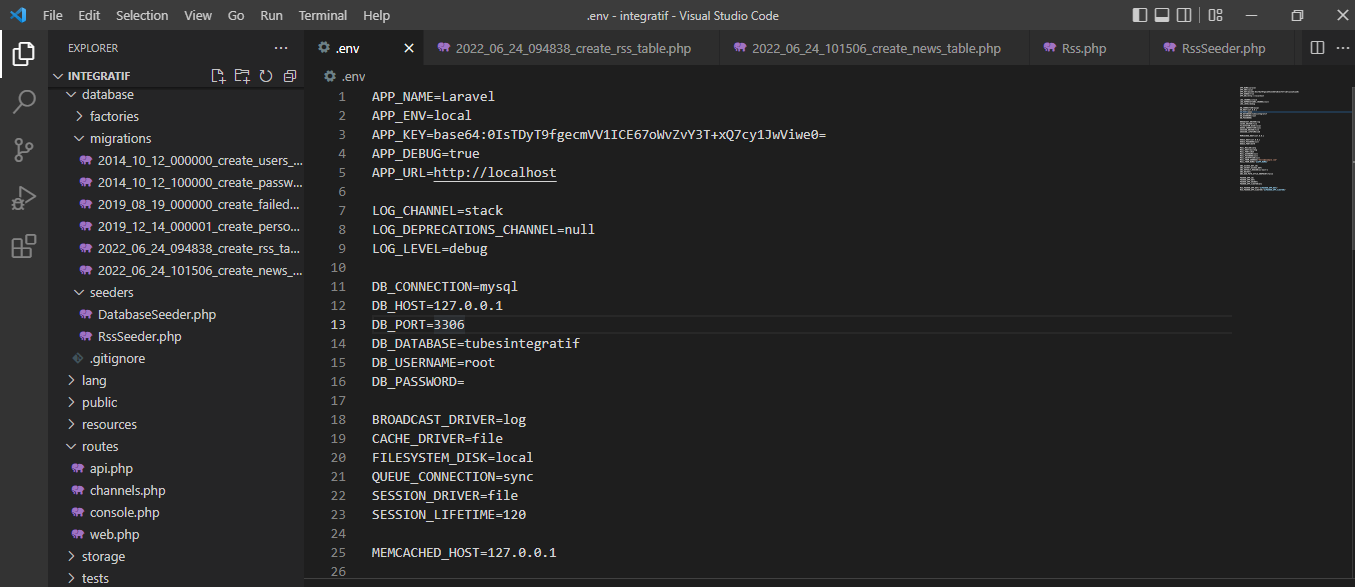 File Edit Selection View Go Run Terminal Help .env - integratif - Visual Studio Code
EXPLORER
INTEGRATIF
database
factories
migrations
2014_10_12_000000_create_users_...
2014_10_12_100000_create_passw...
2019_08_19_000000_create_failed...
2019_12_14_000001_create_perso...
2022_06_24_094838_create_rss_ta...
2022_06_24_101506_create_news_...
seeders
DatabaseSeeder.php
RssSeeder.php
.gitignore
lang
public
resources
routes
api.php
channels.php
console.php
web.php
storage
tests
.env 2022_06_24_094838_create_rss_table.php 2022_06_24_101506_create_news_table.php Rss.php RssSeeder.php
.env
1 APP_NAME=Laravel
2 APP_ENV=local
3 APP_KEY=base64:0IsTDyT9fgecmVV1ICE67oWvZvY3T+xQ7cy1JwViwe0=
4 APP_DEBUG=true
5 APP_URL=http://localhost
6
7 LOG_CHANNEL=stack
8 LOG_DEPRECATIONS_CHANNEL=null
9 LOG_LEVEL=debug
10
11 DB_CONNECTION=mysql
12 DB_HOST=127.0.0.1
13 DB_PORT=3306
14 DB_DATABASE=tubesintegratif
15 DB_USERNAME=root
16 DB_PASSWORD=
17
18 BROADCAST_DRIVER=log
19 CACHE_DRIVER=file
20 FILESYSTEM_DISK=local
21 QUEUE_CONNECTION=sync
22 SESSION_DRIVER=file
23 SESSION_LIFETIME=120
24
25 MEMCACHED_HOST=127.0.0.1
26